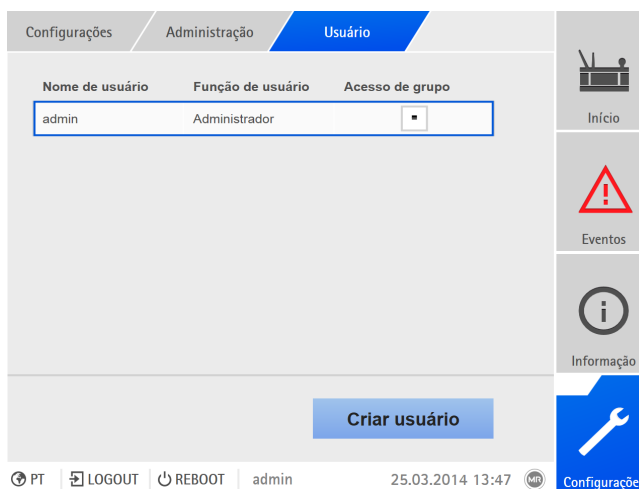 Configurações Administração Usuário
Nome de usuário Função de usuário Acesso de grupo
admin Administrador
Início
Eventos
Informação
Criar usuário
PT LOGOUT REBOOT admin 25.03.2014 13:47 MR
Configuraçõe